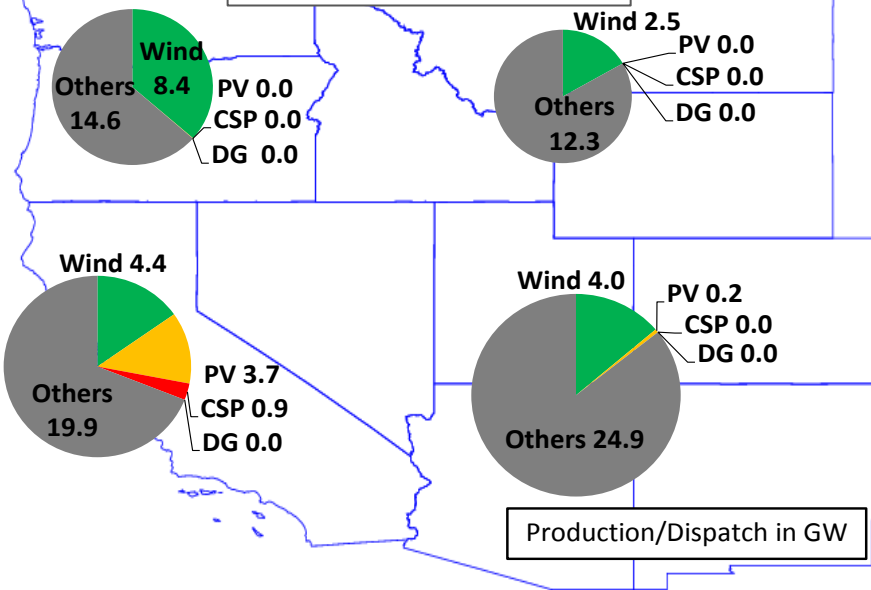 Wind
8.4
Others
14.6
PV 0.0
CSP 0.0
DG 0.0
Wind 2.5
PV 0.0
CSP 0.0
DG 0.0
Others
12.3
Wind 4.4
PV 3.7
CSP 0.9
DG 0.0
Others
19.9
Wind 4.0
PV 0.2
CSP 0.0
DG 0.0
Others 24.9
Production/Dispatch in GW